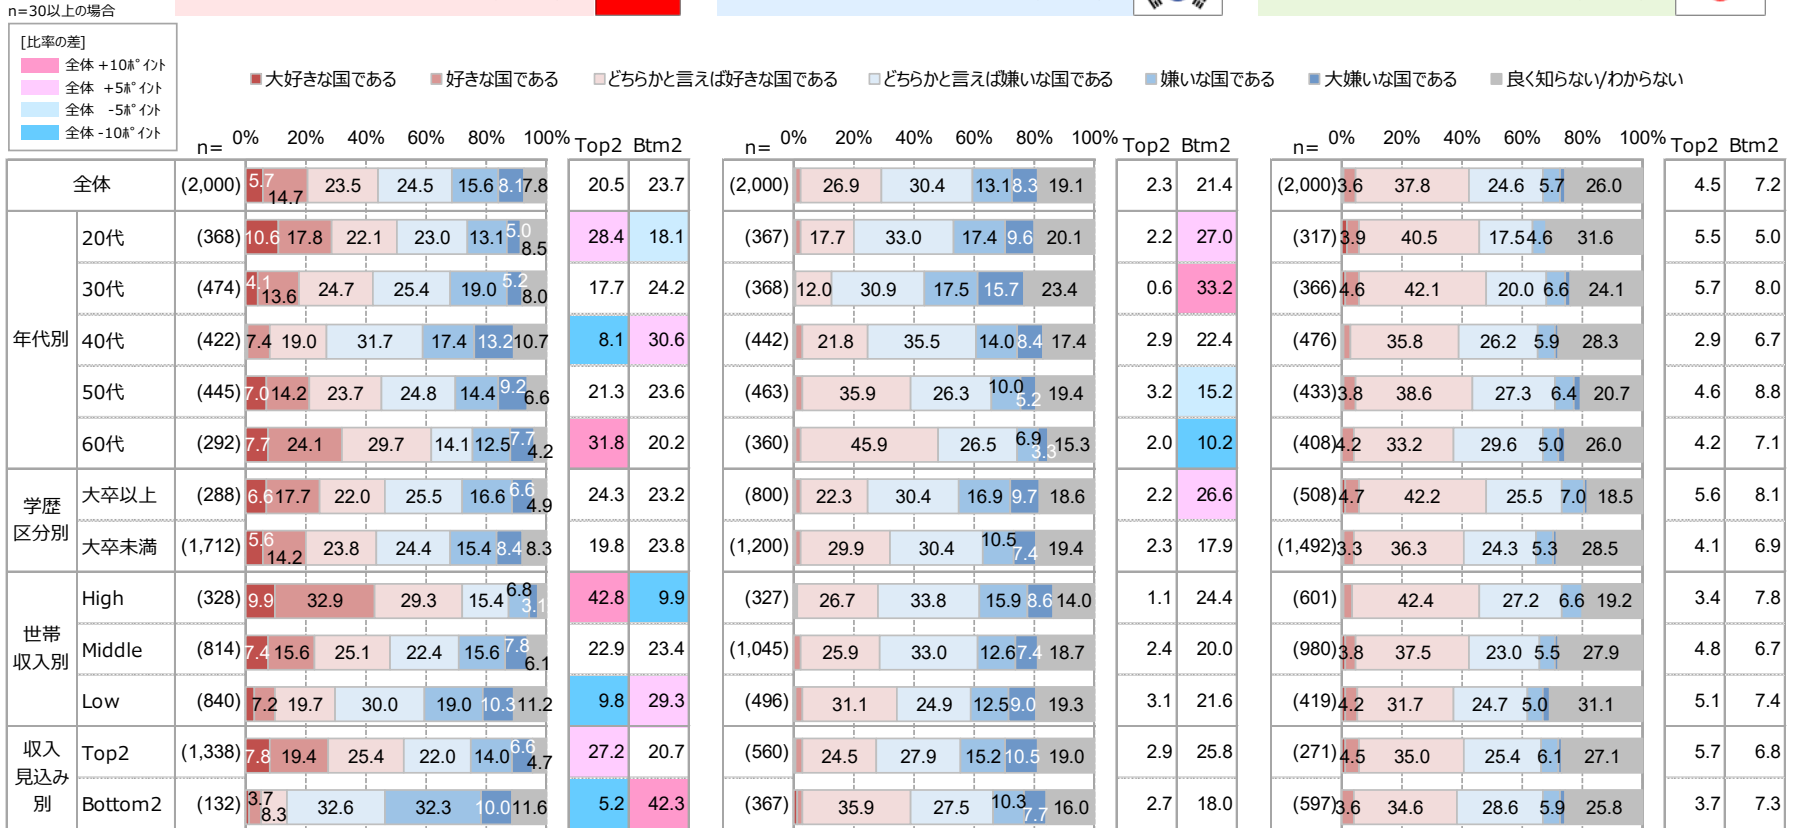 n=30以上の場合
[比率の差]
全体 +10ﾎﾟｲﾝﾄ
全体 +5ﾎﾟｲﾝﾄ
全体 -5ﾎﾟｲﾝﾄ
全体 -10ﾎﾟｲﾝﾄ
大好きな国である 好きな国である どちらかと言えば好きな国である どちらかと言えば嫌いな国である 嫌いな国である 大嫌いな国である 良く知らない/わからない
n= 0% 20% 40% 60% 80% 100% Top2 Btm2 n= 0% 20% 40% 60% 80% 100% Top2 Btm2 n= 0% 20% 40% 60% 80% 100% Top2 Btm2
全体 (2,000) 5.7 14.7 23.5 24.5 15.6 8.1 7.8 20.5 23.7 (2,000) 26.9 30.4 13.1 8.3 19.1 2.3 21.4 (2,000) 3.6 37.8 24.6 5.7 26.0 4.5 7.2
年代別
20代 (368) 10.6 17.8 22.1 23.0 13.1 5.0 8.5 28.4 18.1 (367) 17.7 33.0 17.4 9.6 20.1 2.2 27.0 (317) 3.9 40.5 17.5 4.6 31.6 5.5 5.0
30代 (474) 4.1 13.6 24.7 25.4 19.0 5.2 8.0 17.7 24.2 (368) 12.0 30.9 17.5 15.7 23.4 0.6 33.2 (366) 4.6 42.1 20.0 6.6 24.1 5.7 8.0
40代 (422) 7.4 19.0 31.7 17.4 13.2 10.7 8.1 30.6 (442) 21.8 35.5 14.0 8.4 17.4 2.9 22.4 (476) 35.8 26.2 5.9 28.3 2.9 6.7
50代 (445) 7.0 14.2 23.7 24.8 14.4 9.2 6.6 21.3 23.6 (463) 35.9 26.3 10.0 5.2 19.4 3.2 15.2 (433) 3.8 38.6 27.3 6.4 20.7 4.6 8.8
60代 (292) 7.7 24.1 29.7 14.1 12.5 7.7 4.2 31.8 20.2 (360) 45.9 26.5 6.9 3.3 15.3 2.0 10.2 (408) 4.2 33.2 29.6 5.0 26.0 4.2 7.1
学歴
区分別
大卒以上 (288) 6.6 17.7 22.0 25.5 16.6 6.6 4.9 24.3 23.2 (800) 22.3 30.4 16.9 9.7 18.6 2.2 26.6 (508) 4.7 42.2 25.5 7.0 18.5 5.6 8.1
大卒未満 (1,712) 5.6 14.2 23.8 24.4 15.4 8.4 8.3 19.8 23.8 (1,200) 29.9 30.4 10.5 7.4 19.4 2.3 17.9 (1,492) 3.3 36.3 24.3 5.3 28.5 4.1 6.9
世帯
収入別
High (328) 9.9 32.9 29.3 15.4 6.8 3.1 42.8 9.9 (327) 26.7 33.8 15.9 8.6 14.0 1.1 24.4 (601) 42.4 27.2 6.6 19.2 3.4 7.8
Middle (814) 7.4 15.6 25.1 22.4 15.6 7.8 6.1 22.9 23.4 (1,045) 25.9 33.0 12.6 7.4 18.7 2.4 20.0 (980) 3.8 37.5 23.0 5.5 27.9 4.8 6.7
Low (840) 7.2 19.7 30.0 19.0 10.3 11.2 9.8 29.3 (496) 31.1 24.9 12.5 9.0 19.3 3.1 21.6 (419) 4.2 31.7 24.7 5.0 31.1 5.1 7.4
収入
見込み
別
Top2 (1,338) 7.8 19.4 25.4 22.0 14.0 6.6 4.7 27.2 20.7 (560) 24.5 27.9 15.2 10.5 19.0 2.9 25.8 (271) 4.5 35.0 25.4 6.1 27.1 5.7 6.8
Bottom2 (132) 3.7 8.3 32.6 32.3 10.0 11.6 5.2 42.3 (367) 35.9 27.5 10.3 7.7 16.0 2.7 18.0 (597) 3.6 34.6 28.6 5.9 25.8 3.7 7.3